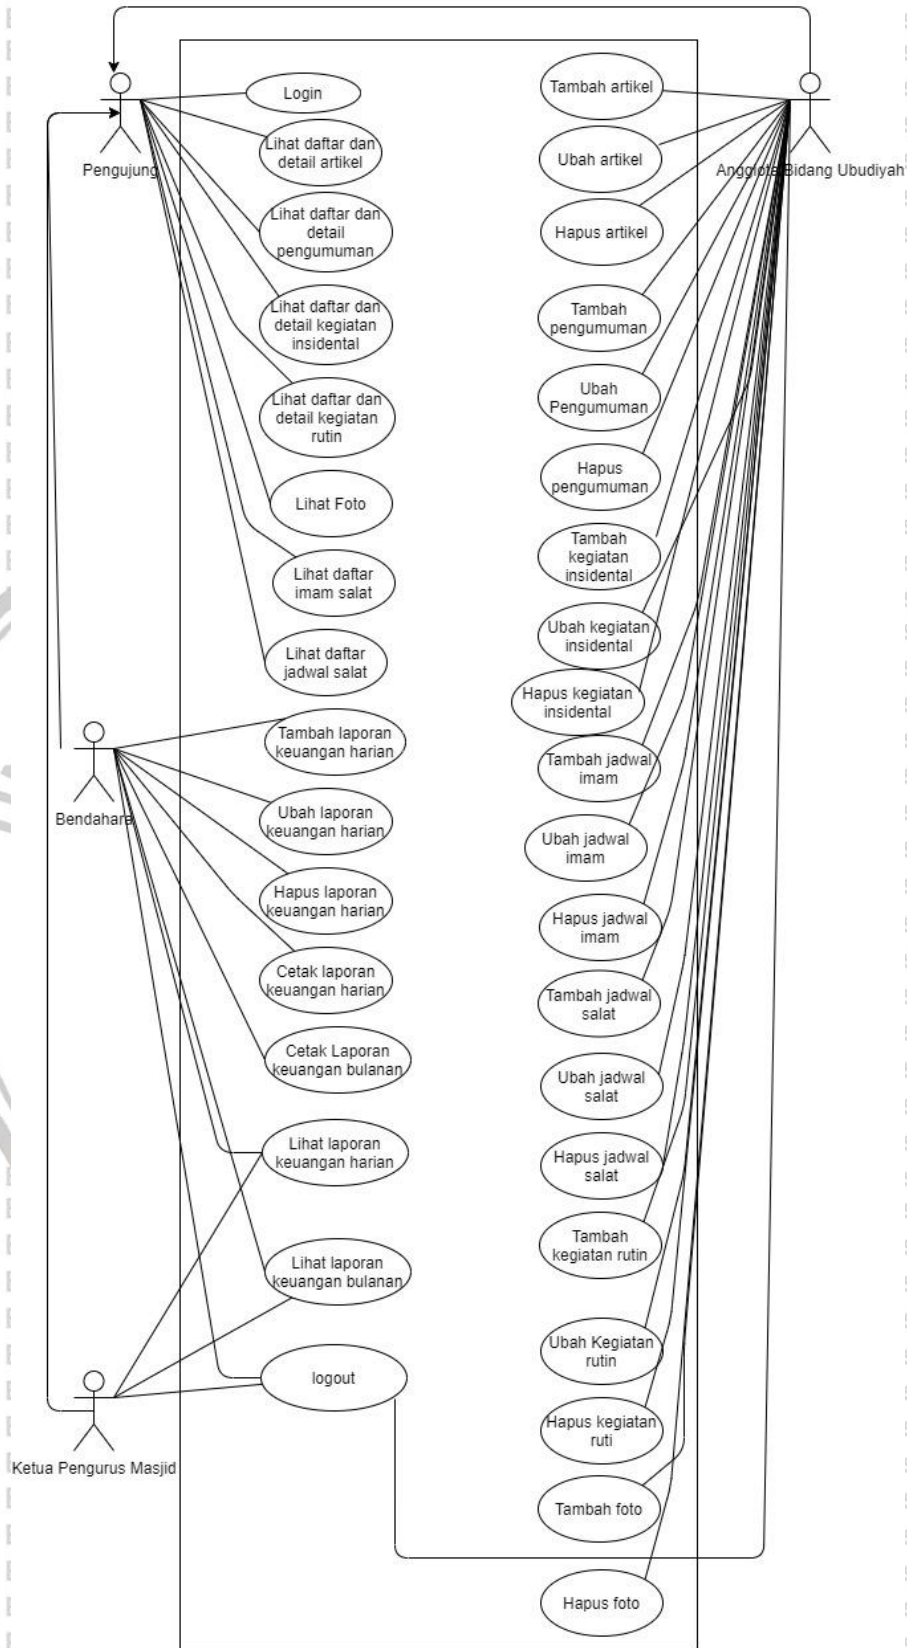 Pengujung
Login
Lihat daftar dan
detail artikel
Lihat daftar dan
detail
pengumuman
Lihat daftar dan
detail kegiatan
insidental
Lihat daftar dan
detail kegiatan
rutin
Lihat Foto
Lihat daftar
imam salat
Lihat daftar
jadwal salat
Bendahara
Tambah laporan
keuangan harian
Ubah laporan
keuangan harian
Hapus laporan
keuangan harian
Cetak laporan
keuangan harian
Cetak Laporan
keuangan bulanan
Lihat laporan
keuangan harian
Lihat laporan
keuangan bulanan
logout
Ketua Pengurus Masjid
Tambah artikel
Ubah artikel
Hapus artikel
Tambah
pengumuman
Ubah
Pengumuman
Hapus
pengumuman
Tambah
kegiatan
insidental
Ubah kegiatan
insidental
Hapus kegiatan
insidental
Tambah jadwal
imam
Ubah jadwal
imam
Hapus jadwal
imam
Tambah jadwal
salat
Ubah jadwal
salat
Hapus jadwal
salat
Tambah
kegiatan rutin
Ubah Kegiatan
rutin
Hapus kegiatan
ruti
Tambah foto
Hapus foto
Anggiota Bidang Ubudiyah